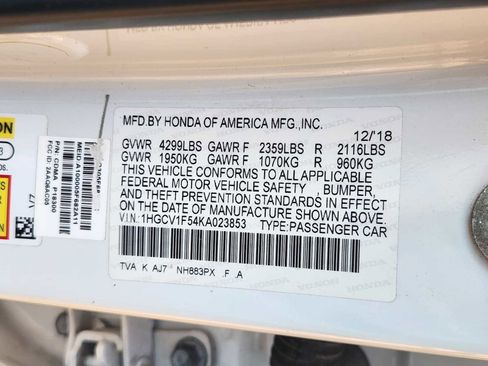 MFD.BY HONDA OF AMERICA MFG.,INC. 12/18
GVWR 4299LBS GAWR F 2359LBS R 2116LBS
GVWR 1950KG GAWR F 1070KG R 960KG
THIS VEHICLE CONFORMS TO ALL APPLICABLE
FEDERAL MOTOR VEHICLE SAFETY, BUMPER,
AND THEFT PREVENTION STANDARDS IN EFFECT
ON THE DATE OF MANUFACTURE SHOWN ABOVE.
V.I.N:1HGCV1F54KA023853 TYPE:PASSENGER CAR
TVA K AJ7 NH883PX .F .A